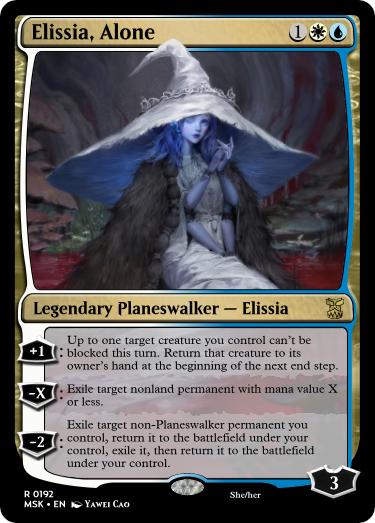 Elissia, Alone
1
Legendary Planeswalker — Elissia
+1 : Up to one target creature you control can't be
blocked this turn. Return that creature to its
owner's hand at the beginning of the next end step.
-X : Exile target nonland permanent with mana value X
or less.
-2 : Exile target non-Planeswalker permanent you
control, return it to the battlefield under your
control, exile it, then return it to the battlefield
under your control.
3
R 0192
MSK • EN Yawei Cao
She/her